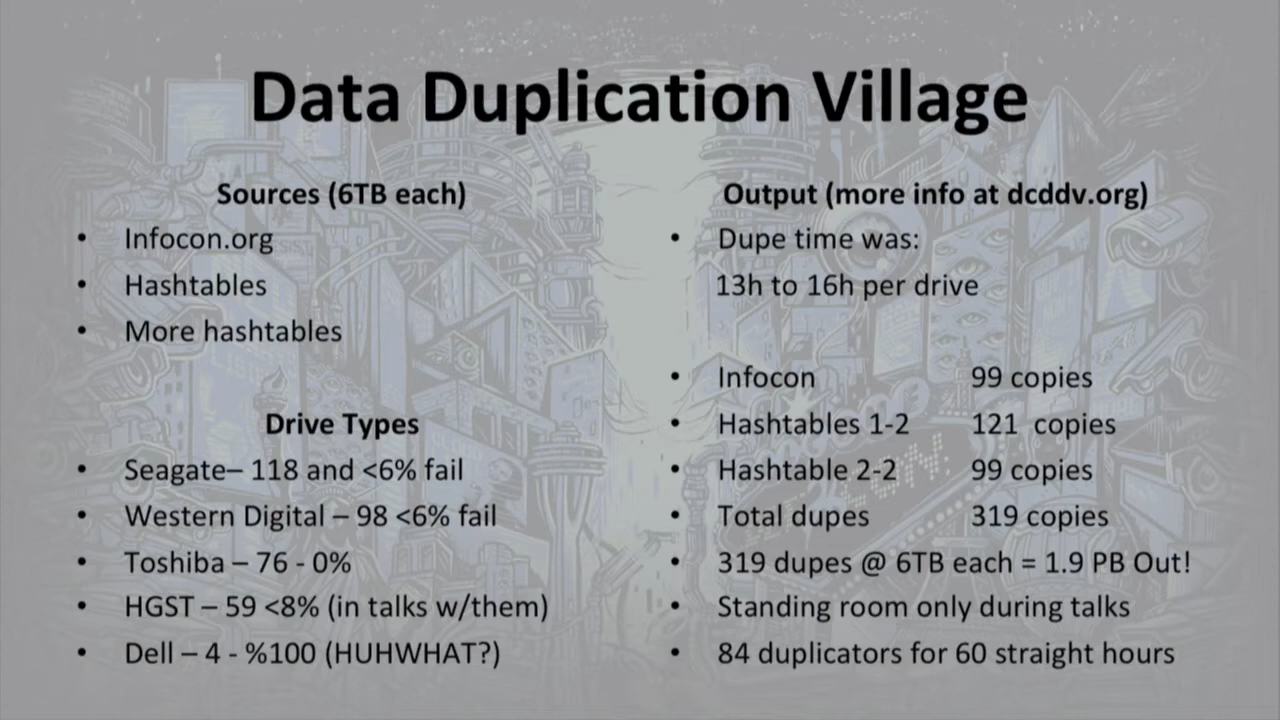 Data Duplication Village
Sources (6TB each)
• Infocon.org
• Hashtables
• More hashtables
Drive Types
• Seagate– 118 and <6% fail
• Western Digital – 98 <6% fail
• Toshiba – 76 - 0%
• HGST – 59 <8% (in talks w/them)
• Dell – 4 - %100 (HUHWHAT?)
Output (more info at dcddv.org)
• Dupe time was:
13h to 16h per drive
• Infocon 99 copies
• Hashtables 1-2 121 copies
• Hashtable 2-2 99 copies
• Total dupes 319 copies
• 319 dupes @ 6TB each = 1.9 PB Out!
• Standing room only during talks
• 84 duplicators for 60 straight hours